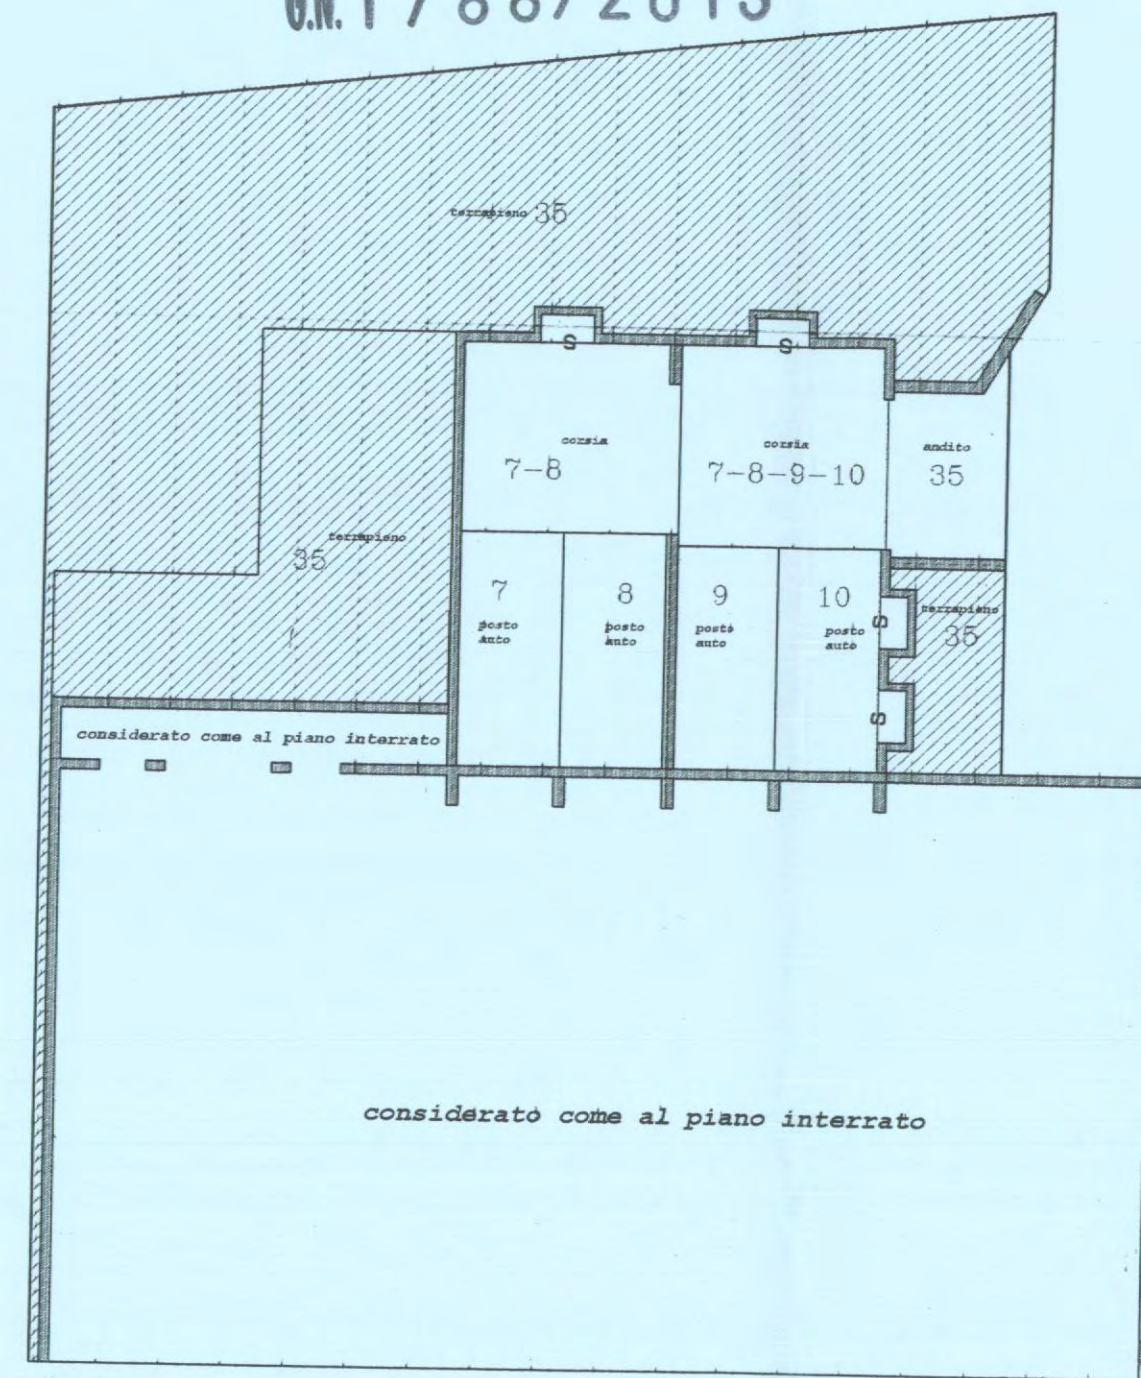 G.N. 1788/2013
terrapieno 35
S
S
corsia
7-8
corsia
7-8-9-10
andito
35
terrapieno
35
7
posto
auto
8
posto
auto
9
posto
auto
10
posto
auto
S
terrapieno
35
S
considerato come al piano interrato
considerato come al piano interrato